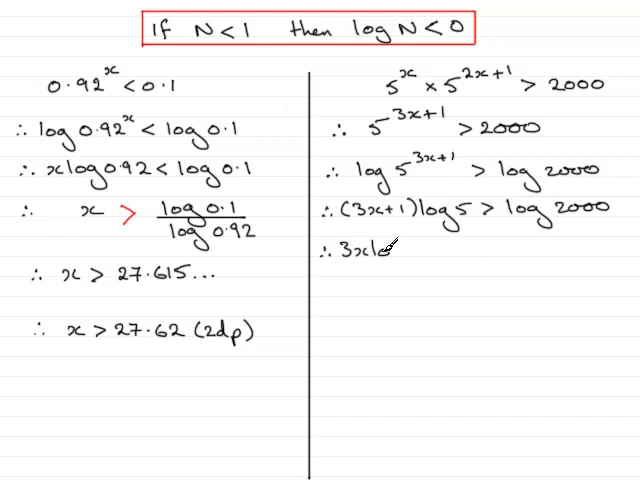 If N < 1 then log N < 0
0.92^x < 0.1
∴ log 0.92^x < log 0.1
∴ x log 0.92 < log 0.1
∴ x > log 0.1 / log 0.92
∴ x > 27.615...
∴ x > 27.62 (2dp)
5^x × 5^(2x+1) > 2000
∴ 5^(3x+1) > 2000
∴ log 5^(3x+1) > log 2000
∴ (3x+1) log 5 > log 2000
∴ 3x lo